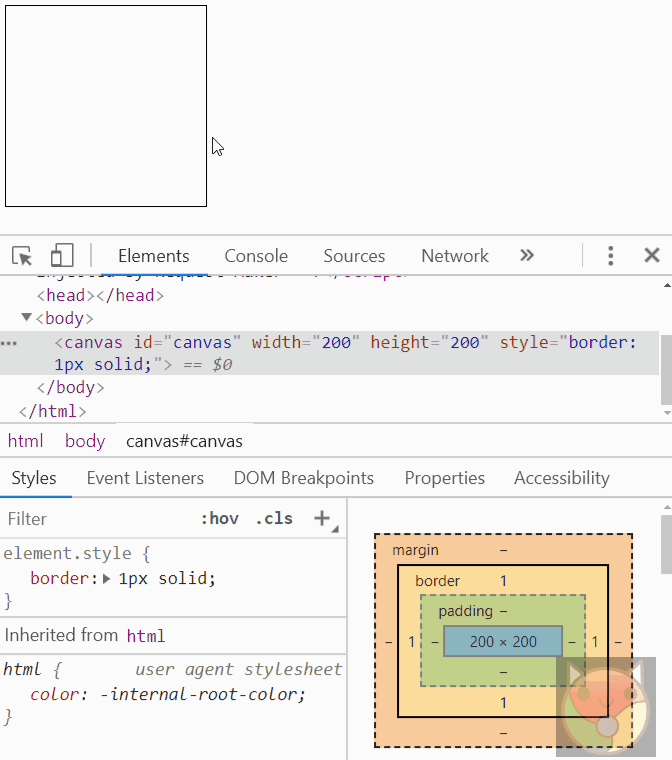 Elements Console Sources Network »
<head></head>
<body>
<canvas id="canvas" width="200" height="200" style="border:
1px solid;"> == $0
</body>
</html>
html body canvas#canvas
Styles Event Listeners DOM Breakpoints Properties Accessibility
Filter :hov .cls +
element.style {
border: 1px solid;
}
Inherited from html
html { user agent stylesheet
color: -internal-root-color;
}
margin –
border 1
padding –
– 1 – 200 × 200 – 1 –
–
1
–